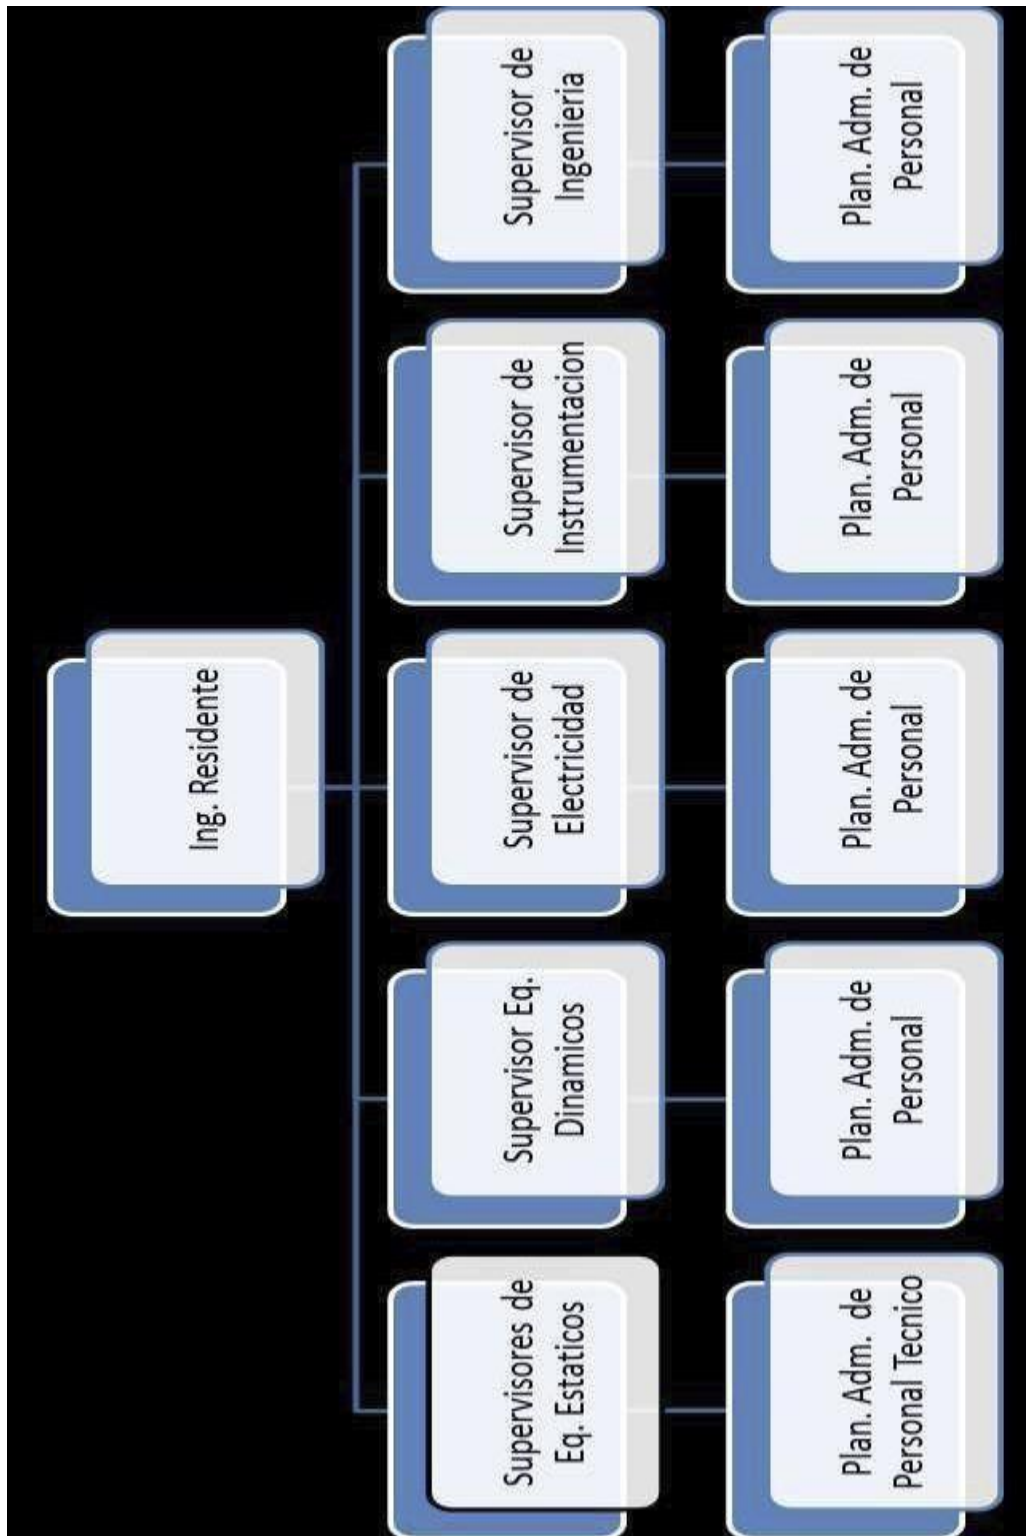 Ing. Residente
Supervisores de
Eq. Estaticos
Supervisor Eq.
Dinamicos
Supervisor de
Electricidad
Supervisor de
Instrumentacion
Supervisor de
Ingenieria
Plan. Adm. de
Personal Tecnico
Plan. Adm. de
Personal
Plan. Adm. de
Personal
Plan. Adm. de
Personal
Plan. Adm. de
Personal